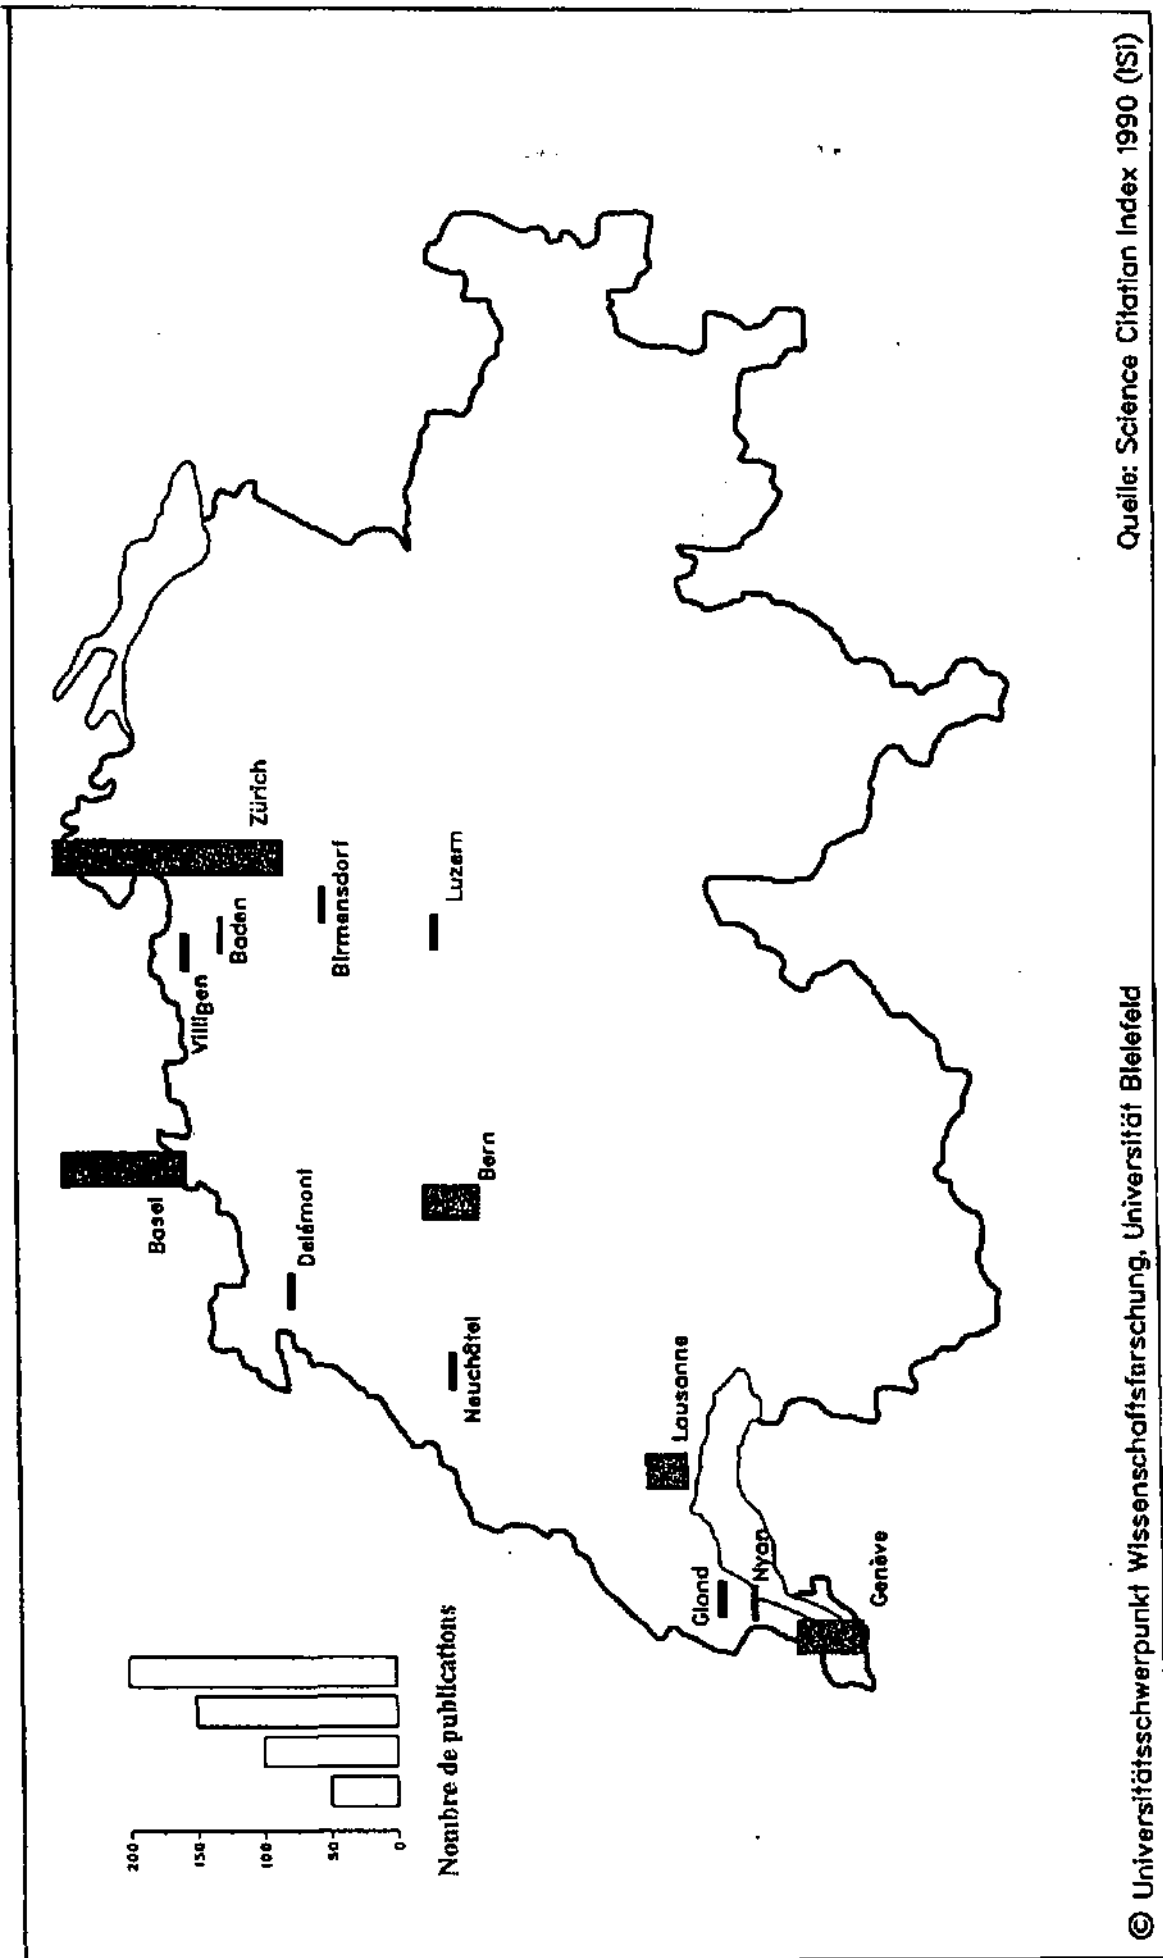 200
150
100
50
0
Nombre de publications
Basel
Delémont
Neuchâtel
Villigen
Baden
Zürich
Birmensdorf
Luzern
Bern
Lausanne
Gland
Nyon
Genève
© Universitätsschwerpunkt Wissenschaftsforschung, Universität Bielefeld
Quelle: Science Citation Index 1990 (ISi)